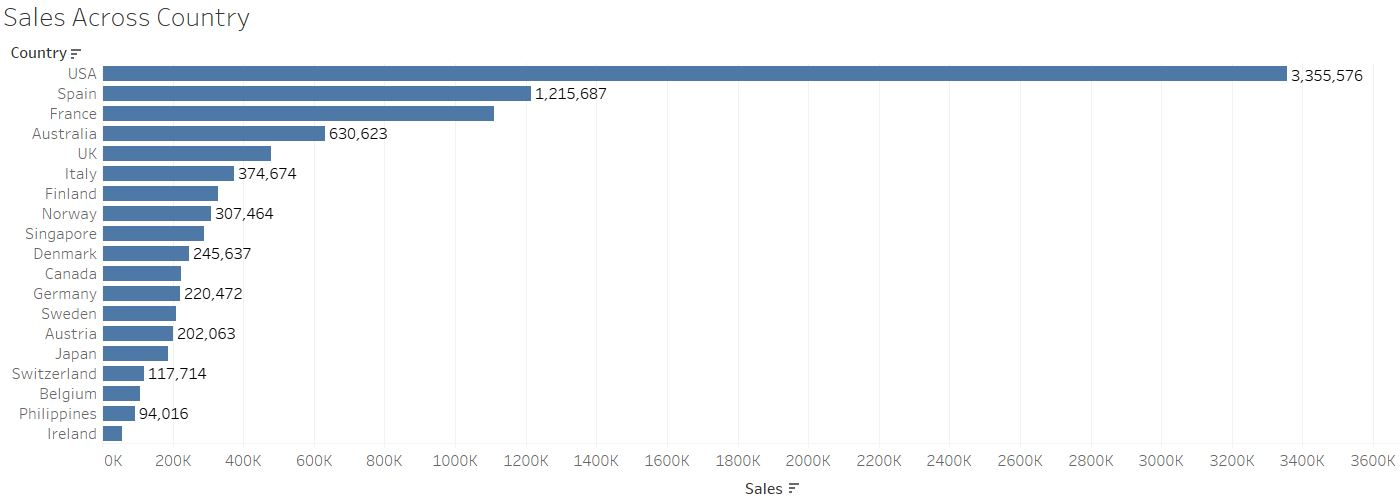 Sales Across Country
Country
USA 3,355,576
Spain 1,215,687
France
Australia 630,623
UK
Italy 374,674
Finland
Norway 307,464
Singapore
Denmark 245,637
Canada
Germany 220,472
Sweden
Austria 202,063
Japan
Switzerland 117,714
Belgium
Philippines 94,016
Ireland
0K 200K 400K 600K 800K 1000K 1200K 1400K 1600K 1800K 2000K 2200K 2400K 2600K 2800K 3000K 3200K 3400K 3600K
Sales